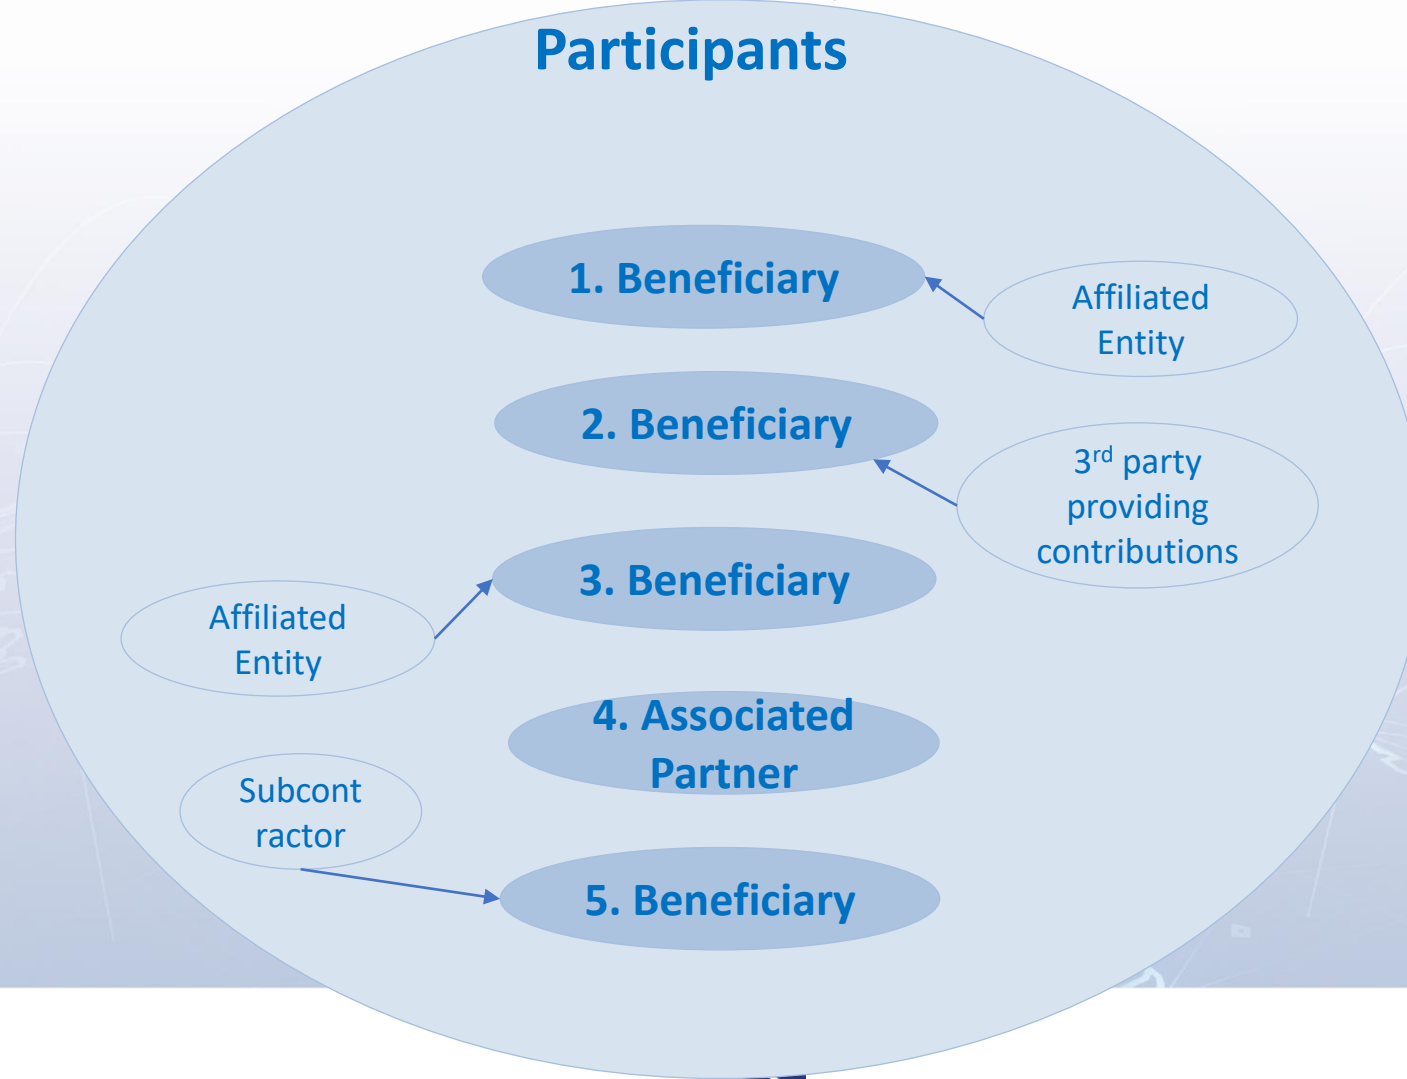 Participants
1. Beneficiary
Affiliated
Entity
2. Beneficiary
3rd party
providing
contributions
3. Beneficiary
Affiliated
Entity
4. Associated
Partner
Subcont
ractor
5. Beneficiary